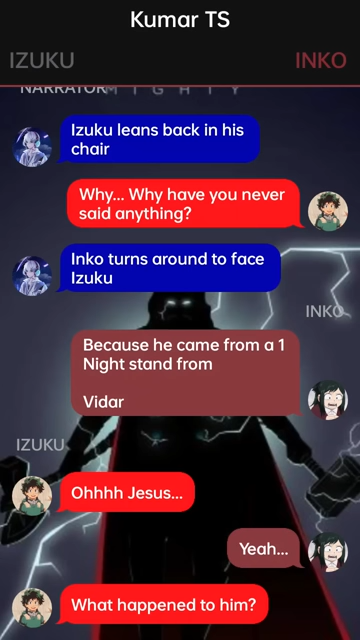 Kumar TS
IZUKU
INKO
NARRATOR
MIGHTY
Izuku leans back in his
chair
Why... Why have you never
said anything?
Inko turns around to face
Izuku
INKO
Because he came from a 1
Night stand from
Vidar
IZUKU
Ohhhh Jesus...
Yeah...
What happened to him?